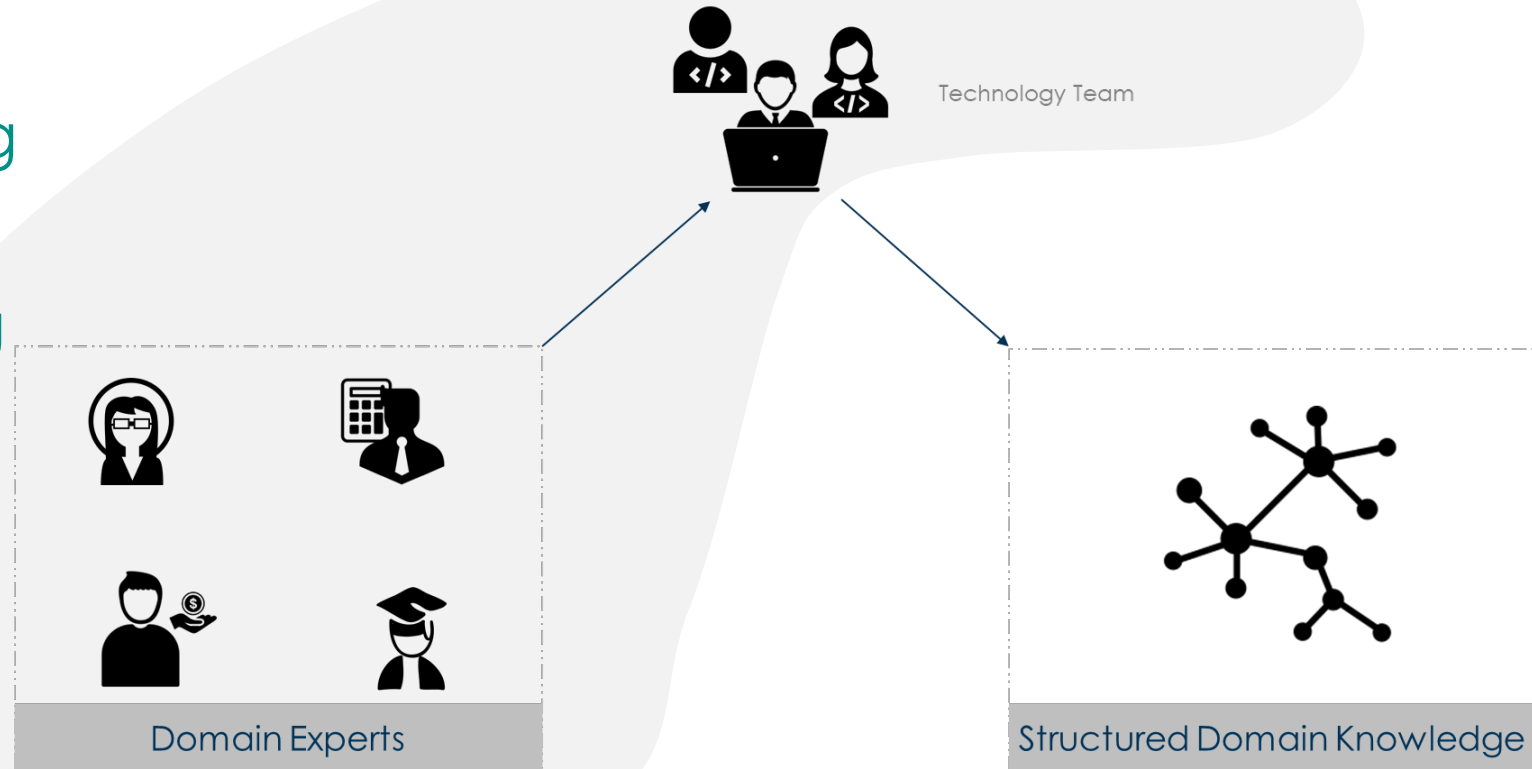 Technology Team
</>
</>
$
Domain Experts
Structured Domain Knowledge